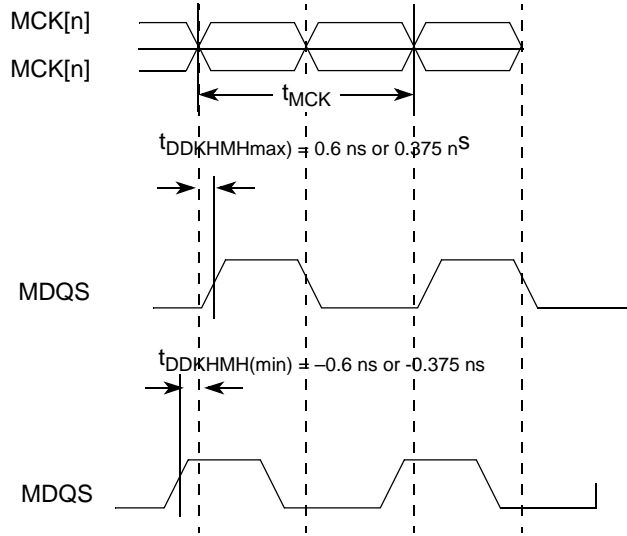 MCK[n]
MCK[n]
tMCK
tDDKHMHmax) = 0.6 ns or 0.375 ns
MDQS
tDDKHMH(min) = –0.6 ns or -0.375 ns
MDQS